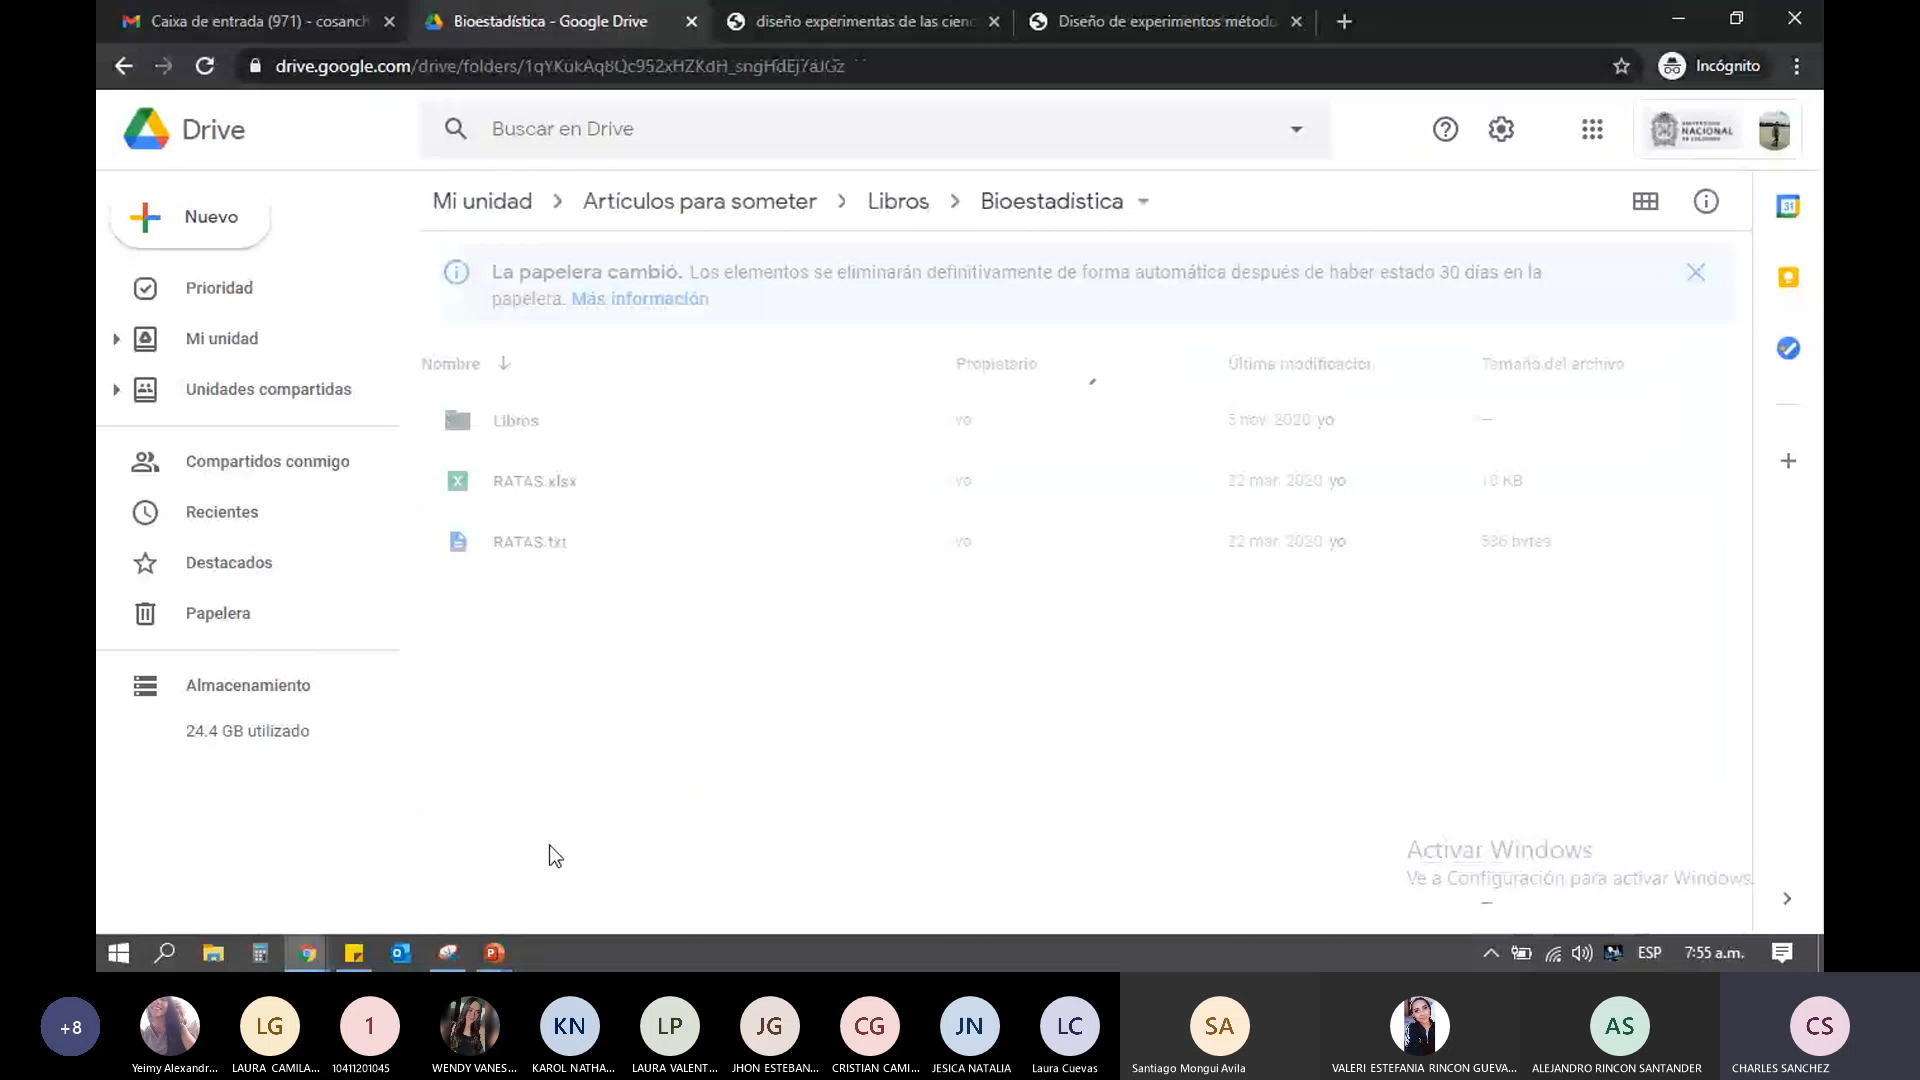 Caixa de entrada (971) - cosanch
Bioestadística - Google Drive
diseño experimentas de las cienc
Diseño de experimentos método
drive.google.com
Incógnito
Drive
Buscar en Drive
NACIONAL
Mi unidad > Artículos para someter > Libros > Bioestadística
Nuevo
La papelera cambió. Los elementos se eliminarán definitivamente de forma automática después de haber estado 30 días en la
papelera. Más información
Prioridad
Mi unidad
Unidades compartidas
Compartidos conmigo
Recientes
Destacados
Papelera
Almacenamiento
24.4 GB utilizado
Nombre Propietario Última modificación Tamaño del archivo
Libros yo 5 nov. 2020 yo —
RATAS.xlsx yo 22 mar. 2020 yo 10 KB
RATAS.txt yo 22 mar. 2020 yo bytes
31
Activar Windows
Ve a Configuración para activar Windows.
ESP 7:55 a.m.
+8
LG
1
KN
LP
JG
CG
JN
LC
SA
AS
CS
Yeimy Alexandr...
LAURA CAMILA...
10411201045
WENDY VANES...
KAROL NATHA...
LAURA VALENT...
JHON ESTEBAN...
CRISTIAN CAMI...
JESICA NATALIA
Laura Cuevas
Santiago Mongui Avila
VALERI ESTEFANIA RINCON GUEVA...
ALEJANDRO RINCON SANTANDER
CHARLES SANCHEZ